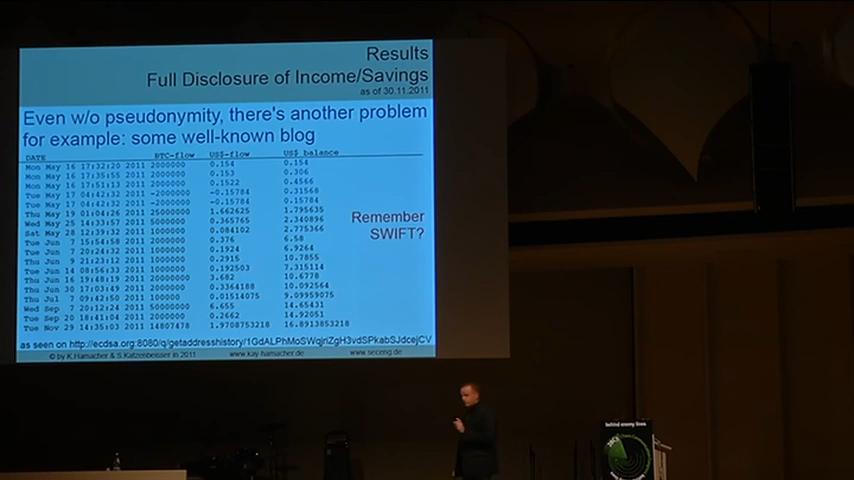 Results
Full Disclosure of Income/Savings
as of 30.11.2011
Even w/o pseudonymity, there's another problem
for example: some well-known blog
DATE BTC-flow US$-flow US$ balance
Mon May 16 17:32:20 2011 2000000 0.154 0.154
Mon May 16 17:35:55 2011 2000000 0.153 0.306
Mon May 16 17:51:13 2011 2000000 0.1522 0.4566
Tue May 17 04:42:32 2011 -2000000 -0.15784 0.31568
Tue May 17 04:42:32 2011 -2000000 -0.15784 0.15784
Thu May 19 01:04:26 2011 25000000 1.662625 1.795635
Wed May 25 14:33:57 2011 5000000 0.365765 2.340896
Sat May 28 12:39:32 2011 1000000 0.084102 2.775366
Tue Jun 7 15:54:58 2011 2000000 0.376 6.58
Tue Jun 7 20:24:32 2011 1000000 0.1924 6.9264
Thu Jun 9 21:23:12 2011 1000000 0.2915 10.7855
Tue Jun 14 08:56:33 2011 1000000 0.192503 7.315114
Thu Jun 16 19:48:19 2011 20000000 3.682 10.6778
Thu Jun 30 17:03:49 2011 2000000 0.3364188 10.092564
Thu Jul 7 09:42:50 2011 100000 0.01514075 9.09959075
Wed Sep 7 20:12:24 2011 50000000 6.655 14.65431
Tue Sep 20 18:41:04 2011 2000000 0.2662 14.92051
Tue Nov 29 14:35:03 2011 14807478 1.9708753218 16.8913853218
Remember
SWIFT?
as seen on http://ecdsa.org:8080/q/getaddresshistory/1GdALPhMoSWqjrlZgH3vdSPkabSJdcejCV
© by K.Hamacher & S.Katzenbeisser in 2011 www.kay-hamacher.de www.seceng.de
behind enemy lines